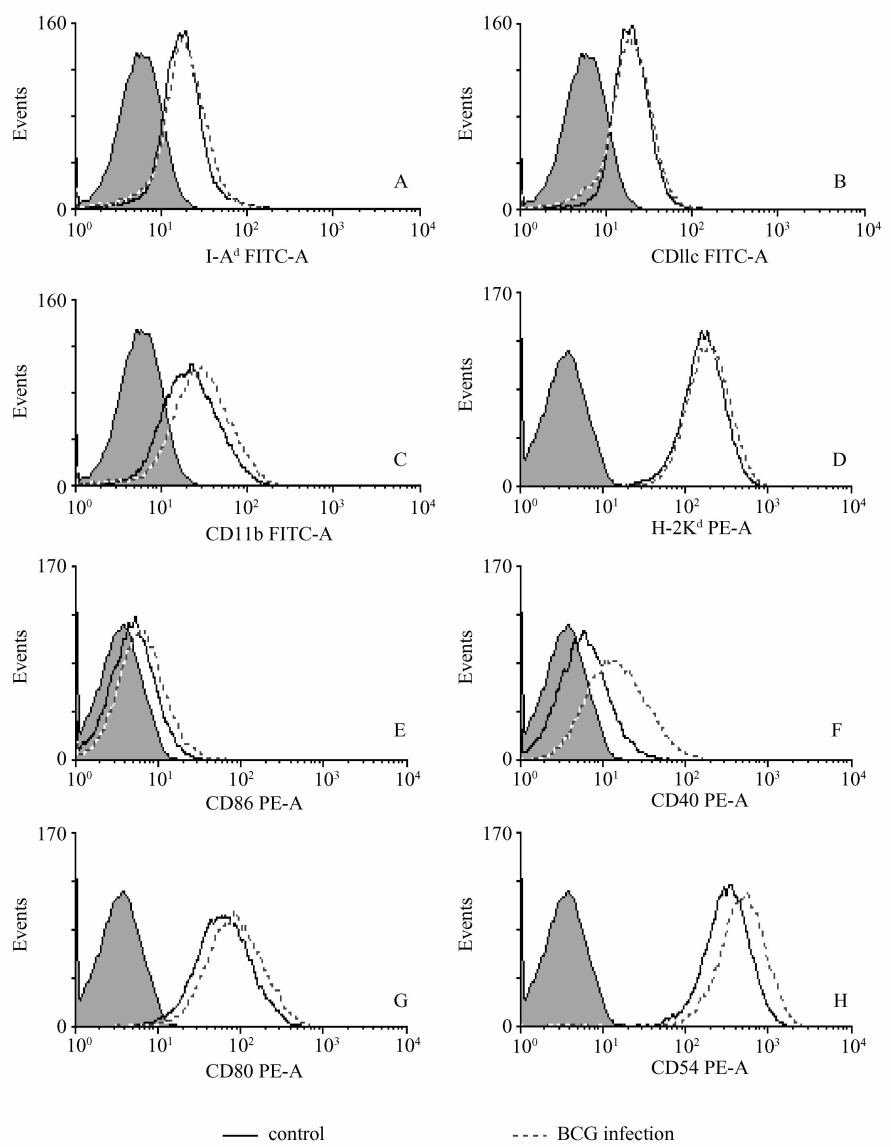 160
160
Events
Events
A
B
0
0
10⁰ 10¹ 10² 10³ 10⁴
10⁰ 10¹ 10² 10³ 10⁴
I-Aᵈ FITC-A
CDllc FITC-A
160
170
Events
Events
C
D
0
0
10⁰ 10¹ 10² 10³ 10⁴
10⁰ 10¹ 10² 10³ 10⁴
CD11b FITC-A
H-2Kᵈ PE-A
170
170
Events
Events
E
F
0
0
10⁰ 10¹ 10² 10³ 10⁴
10⁰ 10¹ 10² 10³ 10⁴
CD86 PE-A
CD40 PE-A
170
170
Events
Events
G
H
0
0
10⁰ 10¹ 10² 10³ 10⁴
10⁰ 10¹ 10² 10³ 10⁴
CD80 PE-A
CD54 PE-A
control
BCG infection